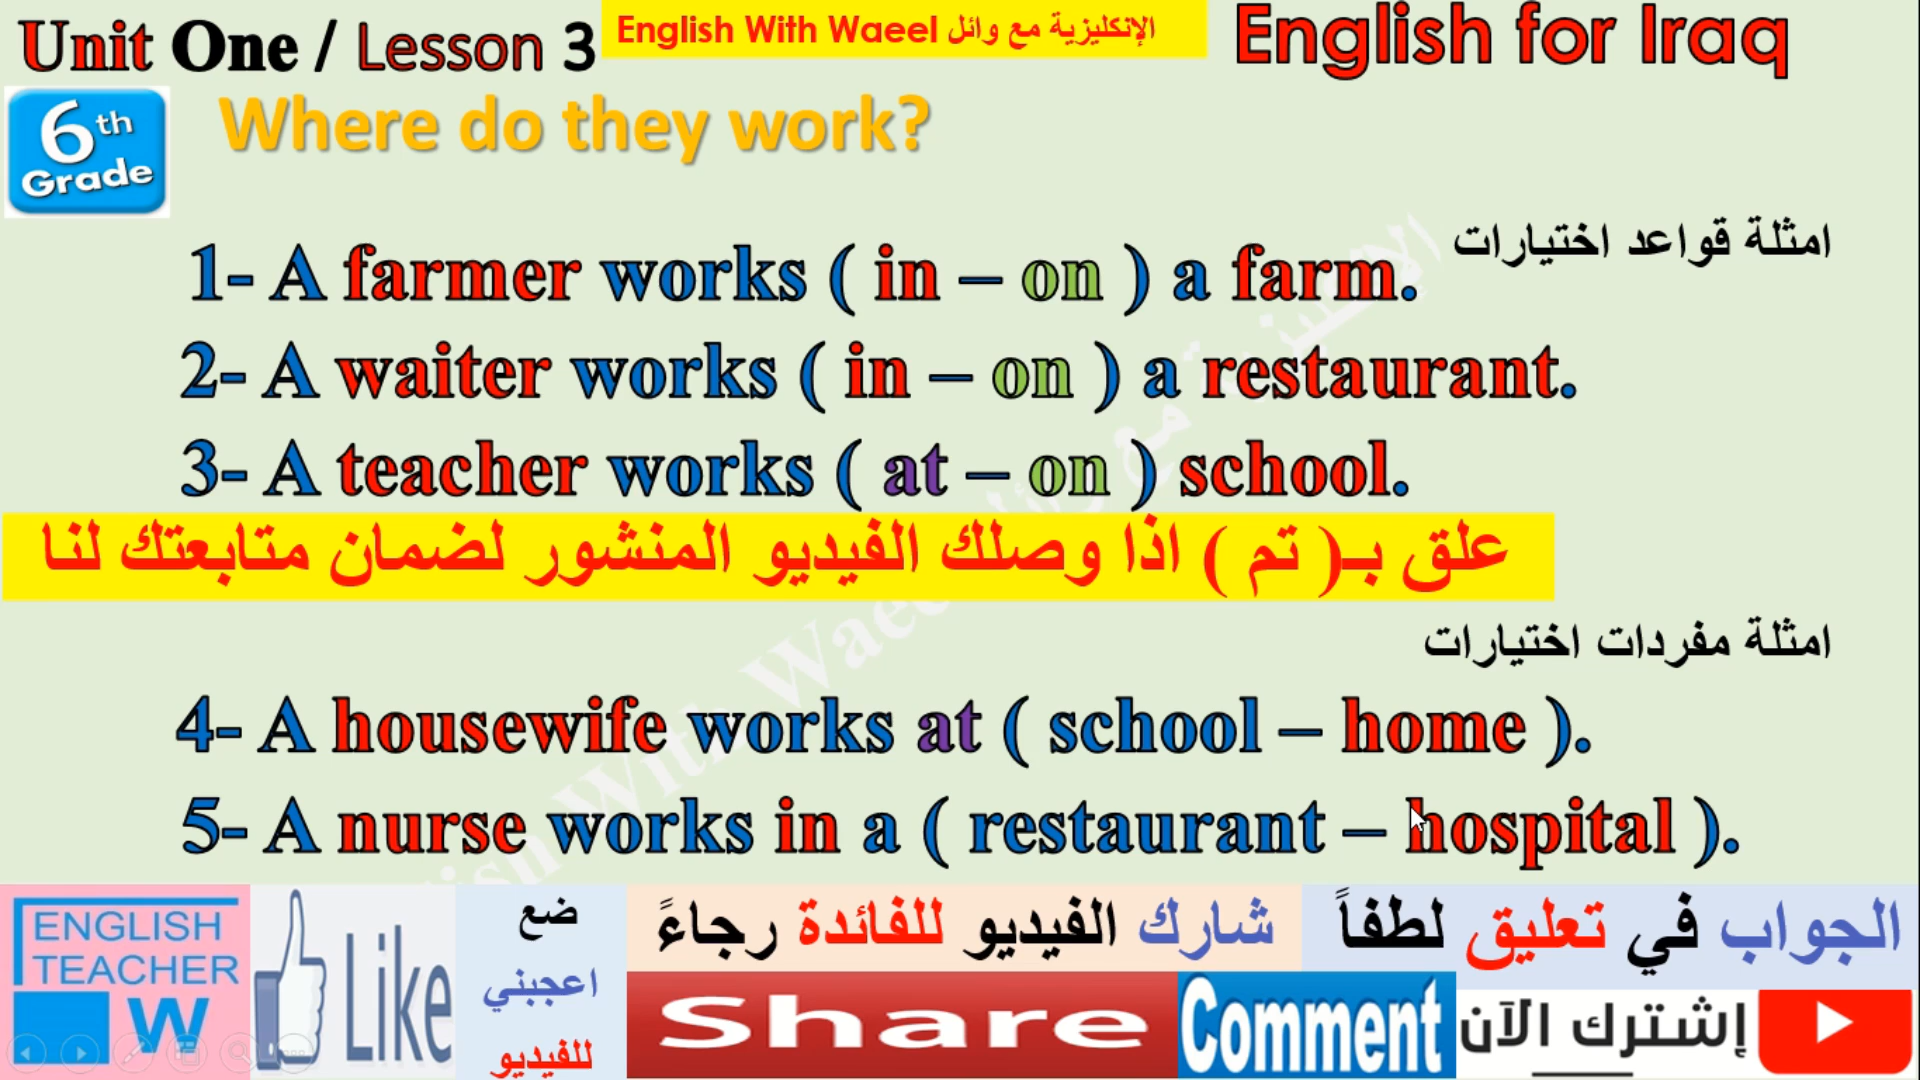 Unit One / Lesson 3
English With Waeel الإنكليزية مع وائل
English for Iraq
6th
Grade
Where do they work?
امثلة قواعد اختيارات
1- A farmer works ( in – on ) a farm.
2- A waiter works ( in – on ) a restaurant.
3- A teacher works ( at – on ) school.
علق بـ( تم ) اذا وصلك الفيديو المنشور لضمان متابعتك لنا
امثلة مفردات اختيارات
4- A housewife works at ( school – home ).
5- A nurse works in a ( restaurant – hospital ).
ENGLISH
TEACHER
W
Like
ضع
اعجبني
للفيديو
شارك الفيديو للفائدة رجاءً
الجواب في تعليق لطفاً
Share
Comment
إشترك الآن